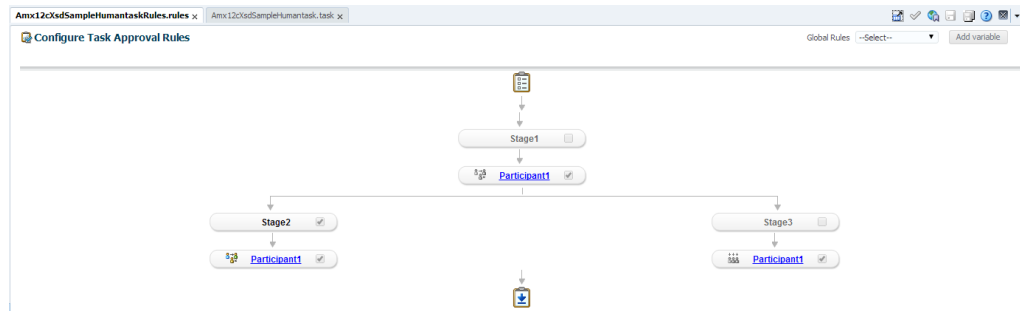 Amx12cXsdSampleHumantaskRules.rules x Amx12cXsdSampleHumantask.task x
Configure Task Approval Rules Global Rules --Select-- Add variable
Stage1
Participant1
Stage2 Stage3
Participant1 Participant1